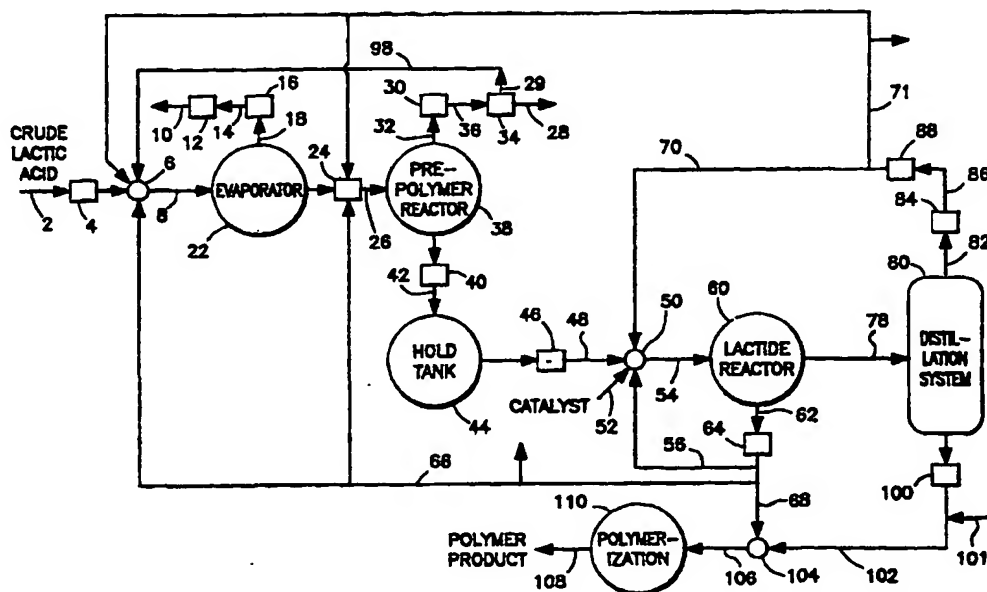 98
16
30
29
71
10
12
14
18
32
36
34
28
88
CRUDE
LACTIC
ACID
6
24
PRE-
POLYMER
REACTOR
70
86
84
EVAPORATOR
2
4
8
22
26
38
82
42
40
60
80
46
48
50
78
HOLD
TANK
LACTIDE
REACTOR
DISTIL-
LATION
SYSTEM
54
CATALYST
52
62
44
64
56
66
100
110
68
POLYMER
PRODUCT
POLYMER-
IZATION
108
106
104
102
101